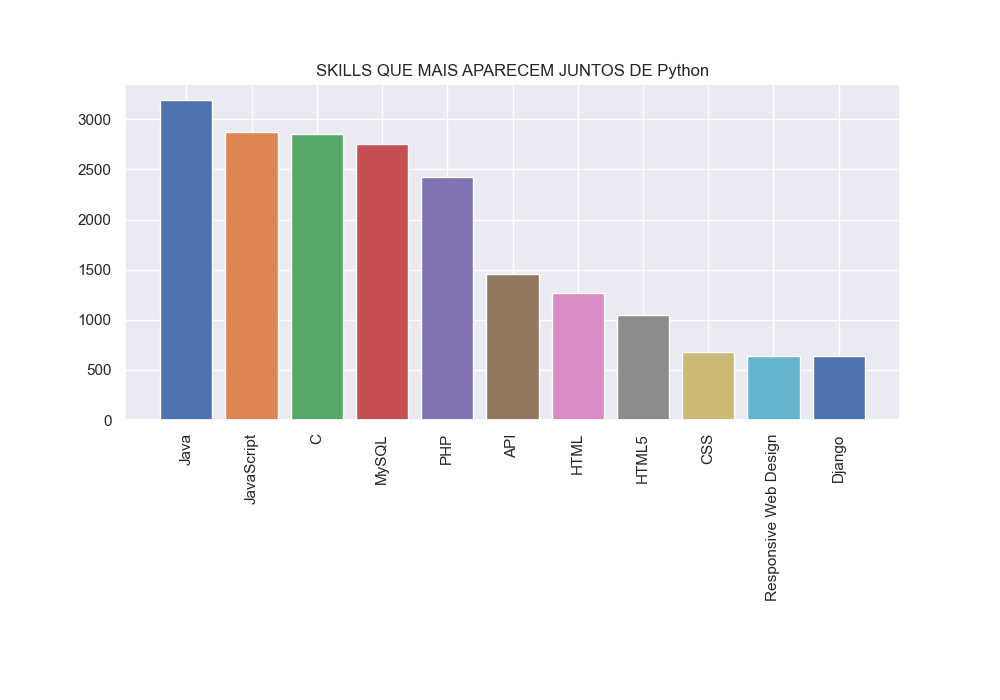 SKILLS QUE MAIS APARECEM JUNTOS DE Python
3000
2500
2000
1500
1000
500
0
Java
JavaScript
C
MySQL
PHP
API
HTML
HTML5
CSS
Responsive Web Design
Django